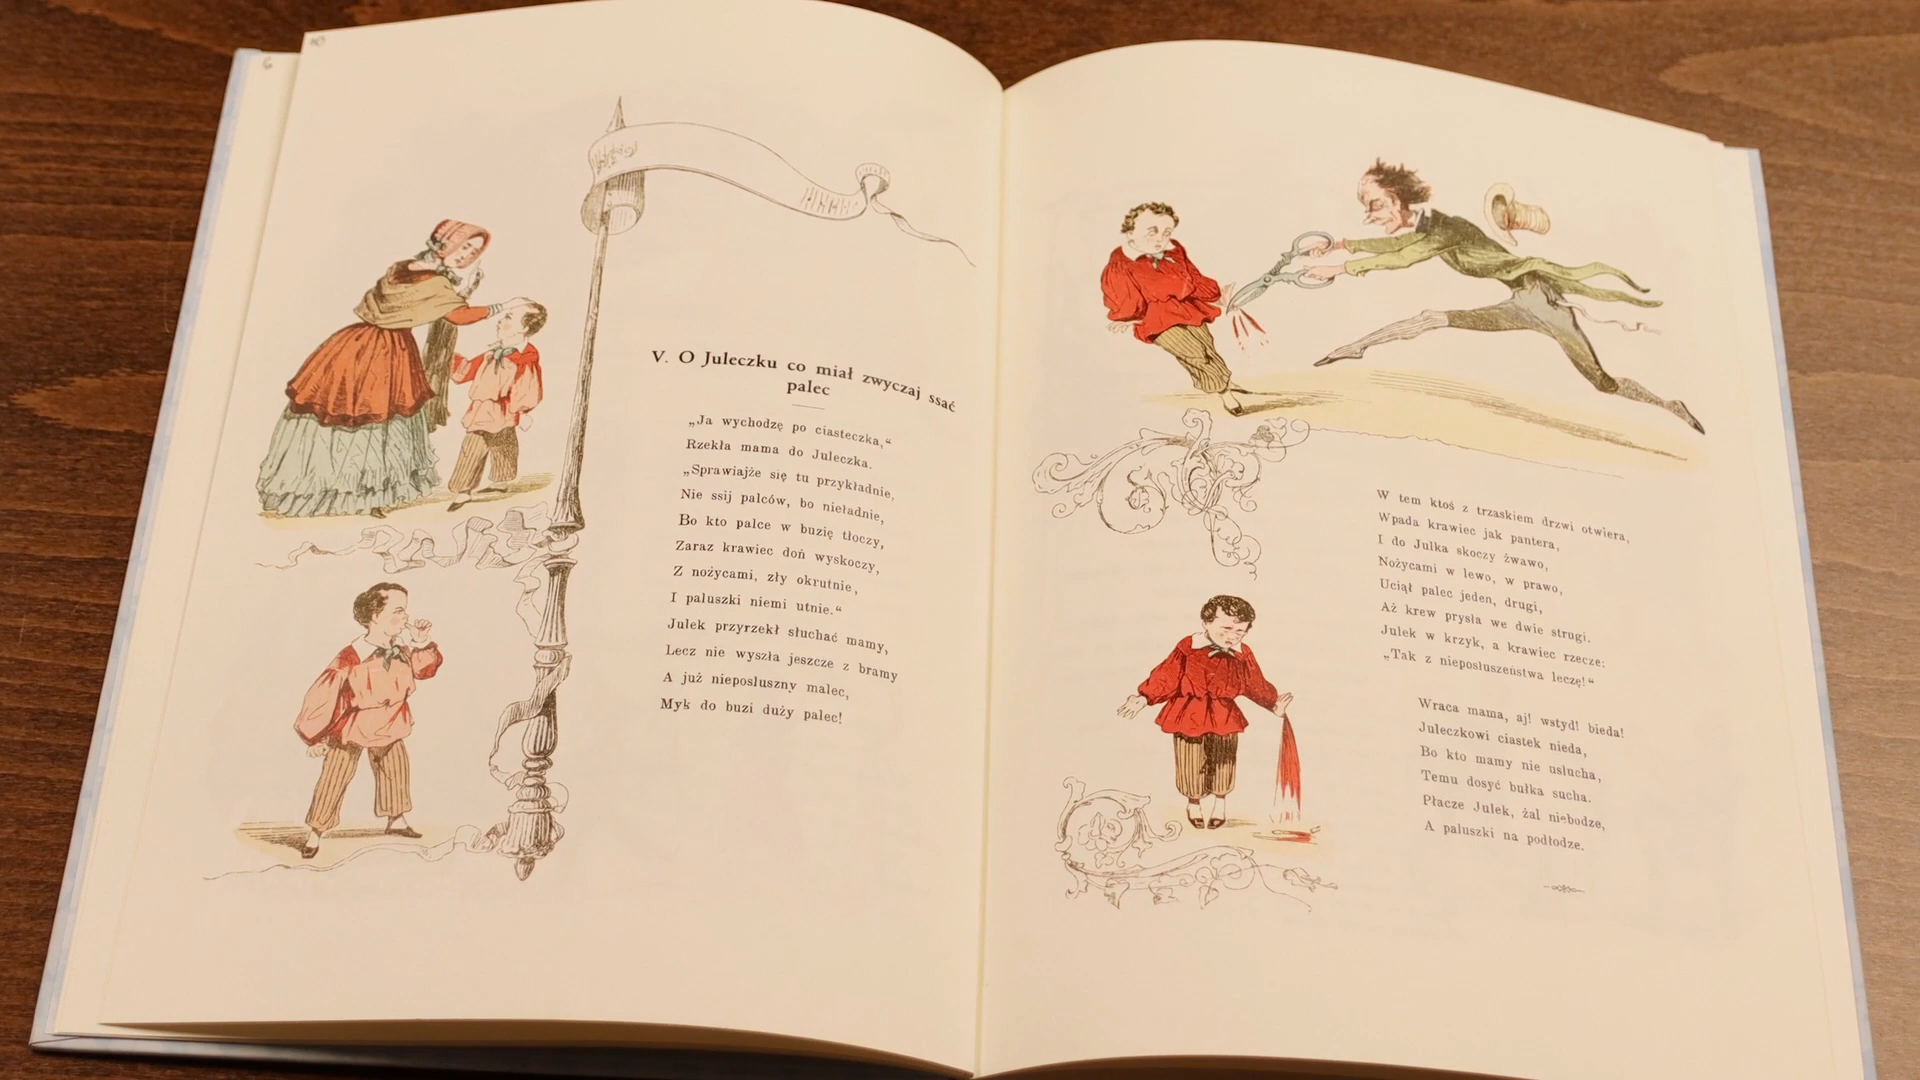 V. O Juleczku co miał zwyczaj ssać
palec
„Ja wychodzę po ciasteczka,“
Rzekła mama do Juleczka.
„Sprawiajże się tu przykładnie,
Nie ssij palców, bo nieładnie,
Bo kto palce w buzię tłoczy,
Zaraz krawiec doń wyskoczy,
Z nożycami, zły okrutnie,
I paluszki niemi utnie.“
Julek przyrzekł słuchać mamy,
Lecz nie wyszła jeszcze z bramy
A już nieposłuszny malec,
Myk do buzi duży palec!
W tem ktoś z trzaskiem drzwi otwiera,
Wpada krawiec jak pantera,
I do Julka skoczy żwawo,
Nożycami w lewo, w prawo,
Uciął palec jeden, drugi,
Aż krew prysła we dwie strugi.
Julek w krzyk, a krawiec rzecze:
„Tak z nieposłuszeństwa leczę!“
Wraca mama, aj! wstyd! bieda!
Juleczkowi ciastek nieda,
Bo kto mamy nie usłucha,
Temu dosyć bułka sucha.
Płacze Julek, żal niebodze,
A paluszki na podłodze.